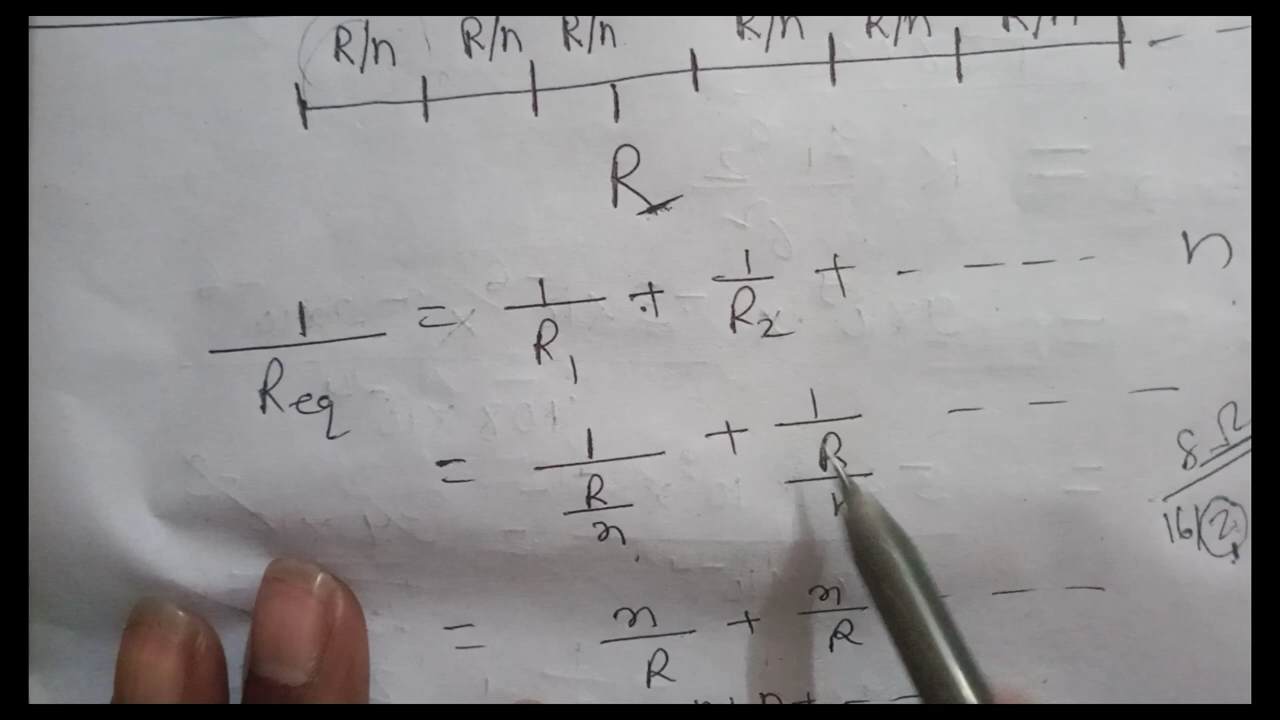 R/n R/n R/n R/n R/n R/n
R
1/Req = 1/R1 + 1/R2 + - - - - - n
= 1/(R/n) + 1/(R/n) - - - 
= n/R + n/R - - -
8 Ω
16 2